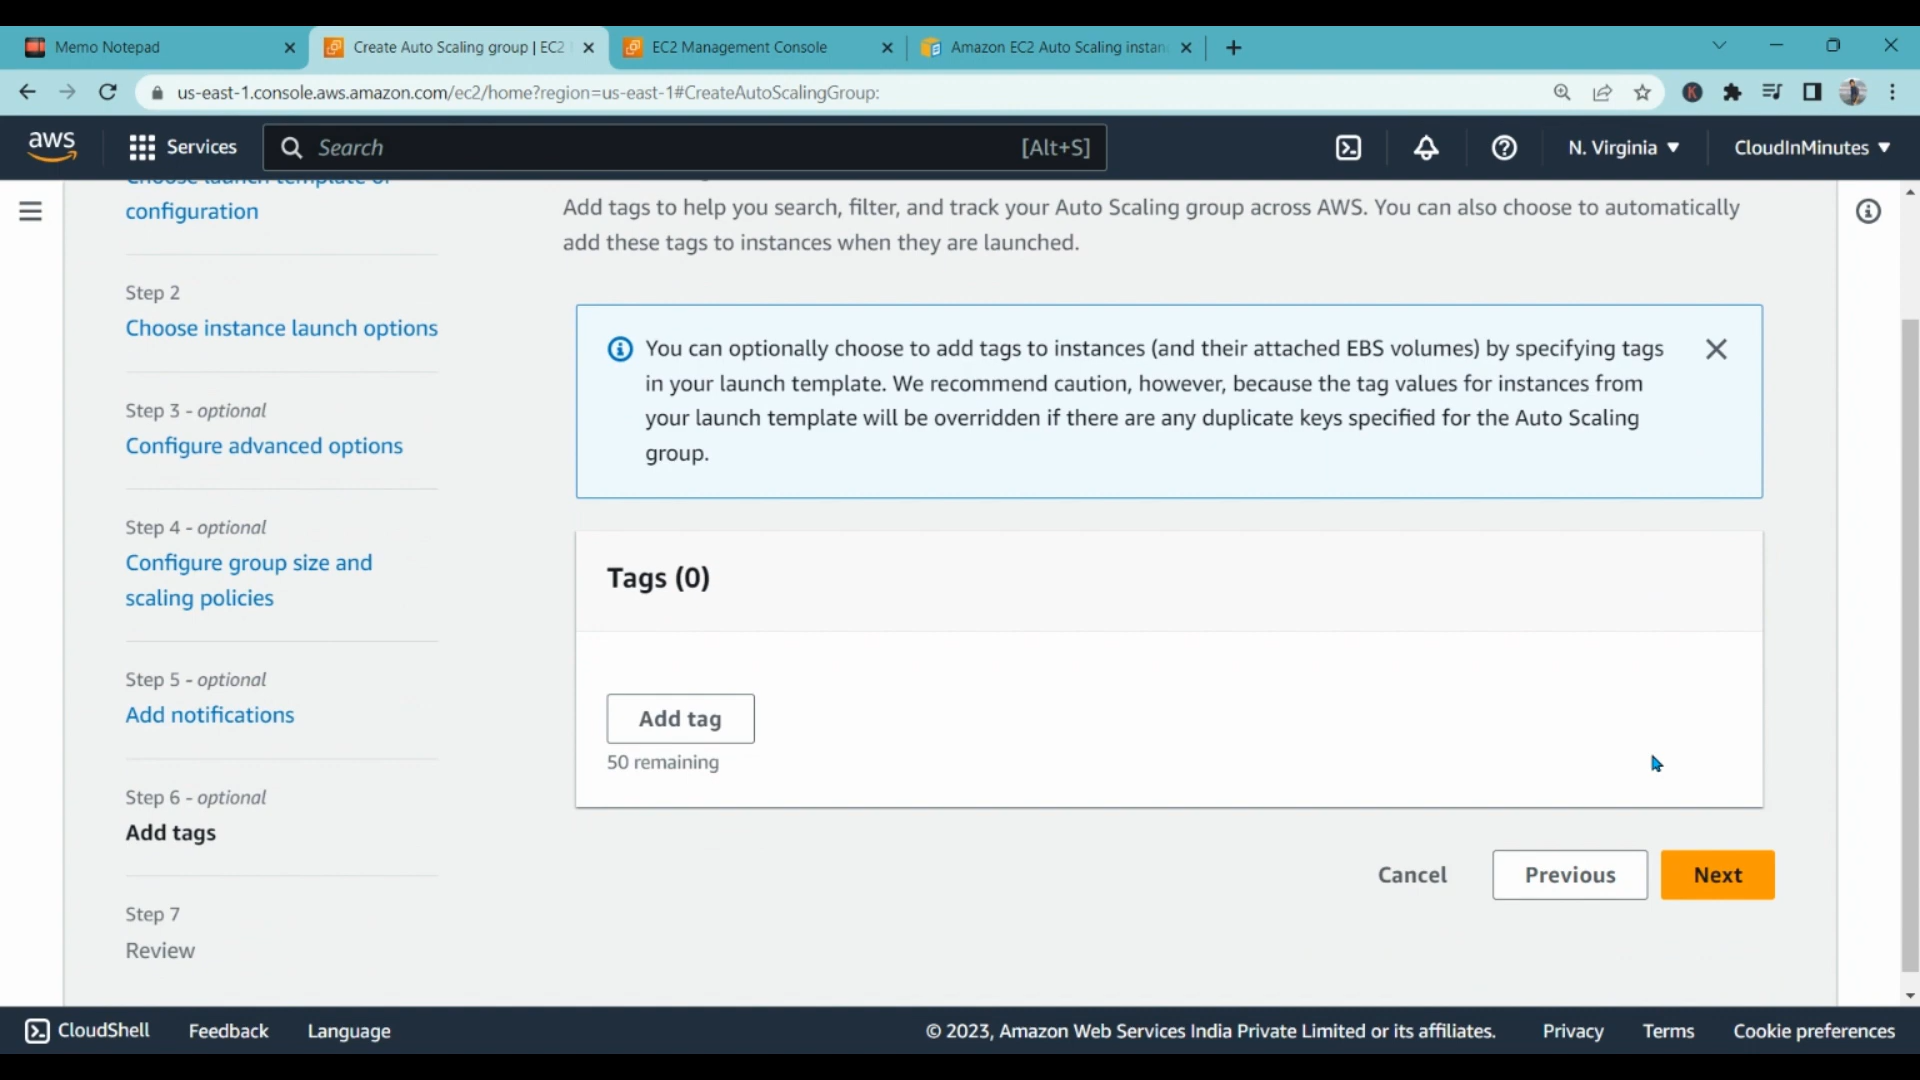 Memo Notepad
Create Auto Scaling group | EC2
EC2 Management Console
Amazon EC2 Auto Scaling instan
us-east-1.console.aws.amazon.com/ec2/home?region=us-east-1#CreateAutoScalingGroup:
aws
Services
Search
[Alt+S]
N. Virginia
CloudInMinutes
Choose launch template or
configuration
Step 2
Choose instance launch options
Step 3 - optional
Configure advanced options
Step 4 - optional
Configure group size and
scaling policies
Step 5 - optional
Add notifications
Step 6 - optional
Add tags
Step 7
Review
Add tags to help you search, filter, and track your Auto Scaling group across AWS. You can also choose to automatically
add these tags to instances when they are launched.
You can optionally choose to add tags to instances (and their attached EBS volumes) by specifying tags
in your launch template. We recommend caution, however, because the tag values for instances from
your launch template will be overridden if there are any duplicate keys specified for the Auto Scaling
group.
Tags (0)
Add tag
50 remaining
Cancel
Previous
Next
CloudShell
Feedback
Language
© 2023, Amazon Web Services India Private Limited or its affiliates.
Privacy
Terms
Cookie preferences